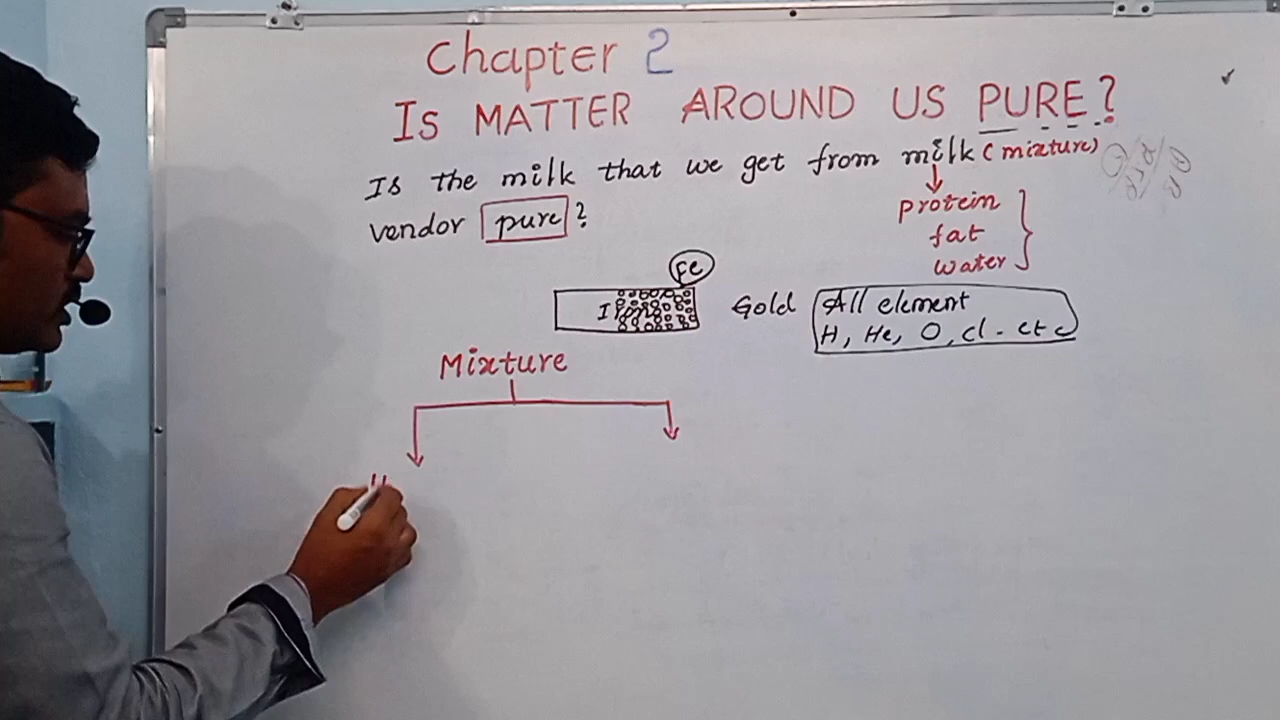 Chapter 2
Is MATTER AROUND US PURE?
Is the milk that we get from milk (mixture)
vendor pure?
protein
fat
water
Fe
Iron
Gold
All element
H, He, O, Cl - etc
Mixture